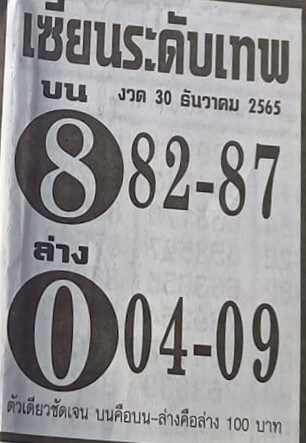 เซียนระดับเทพ
บน งวด 30 ธันวาคม 2565
8 82-87
ล่าง
0 04-09
ตัวเดียวชัดเจน บนคือบน-ล่างคือล่าง 100 บาท